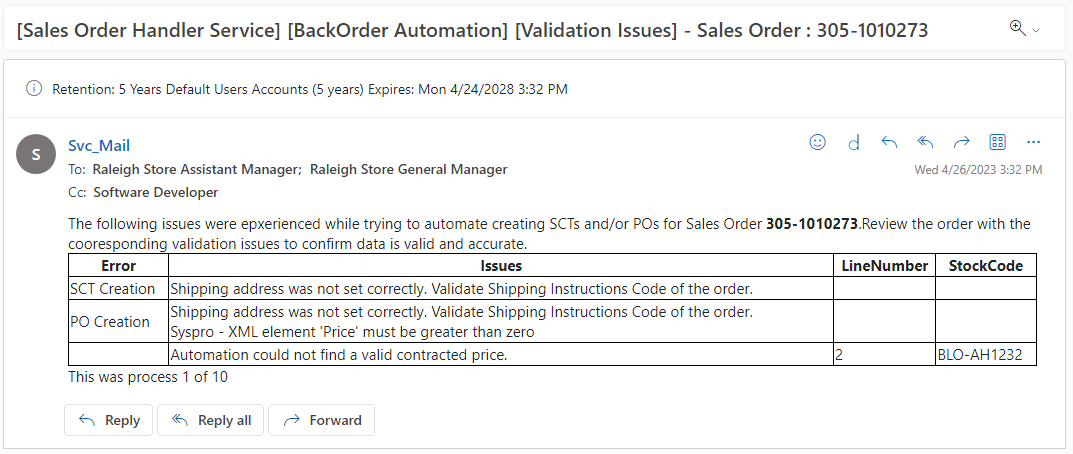 [Sales Order Handler Service] [BackOrder Automation] [Validation Issues] - Sales Order : 305-1010273
Retention: 5 Years Default Users Accounts (5 years) Expires: Mon 4/24/2028 3:32 PM
S
Svc_Mail
To: Raleigh Store Assistant Manager; Raleigh Store General Manager
Wed 4/26/2023 3:32 PM
Cc: Software Developer
The following issues were epxerienced while trying to automate creating SCTs and/or POs for Sales Order 305-1010273.Review the order with the
cooresponding validation issues to confirm data is valid and accurate.
Error Issues LineNumber StockCode
SCT Creation Shipping address was not set correctly. Validate Shipping Instructions Code of the order.
PO Creation Shipping address was not set correctly. Validate Shipping Instructions Code of the order.
Syspro - XML element 'Price' must be greater than zero
Automation could not find a valid contracted price. 2 BLO-AH1232
This was process 1 of 10
Reply Reply all Forward